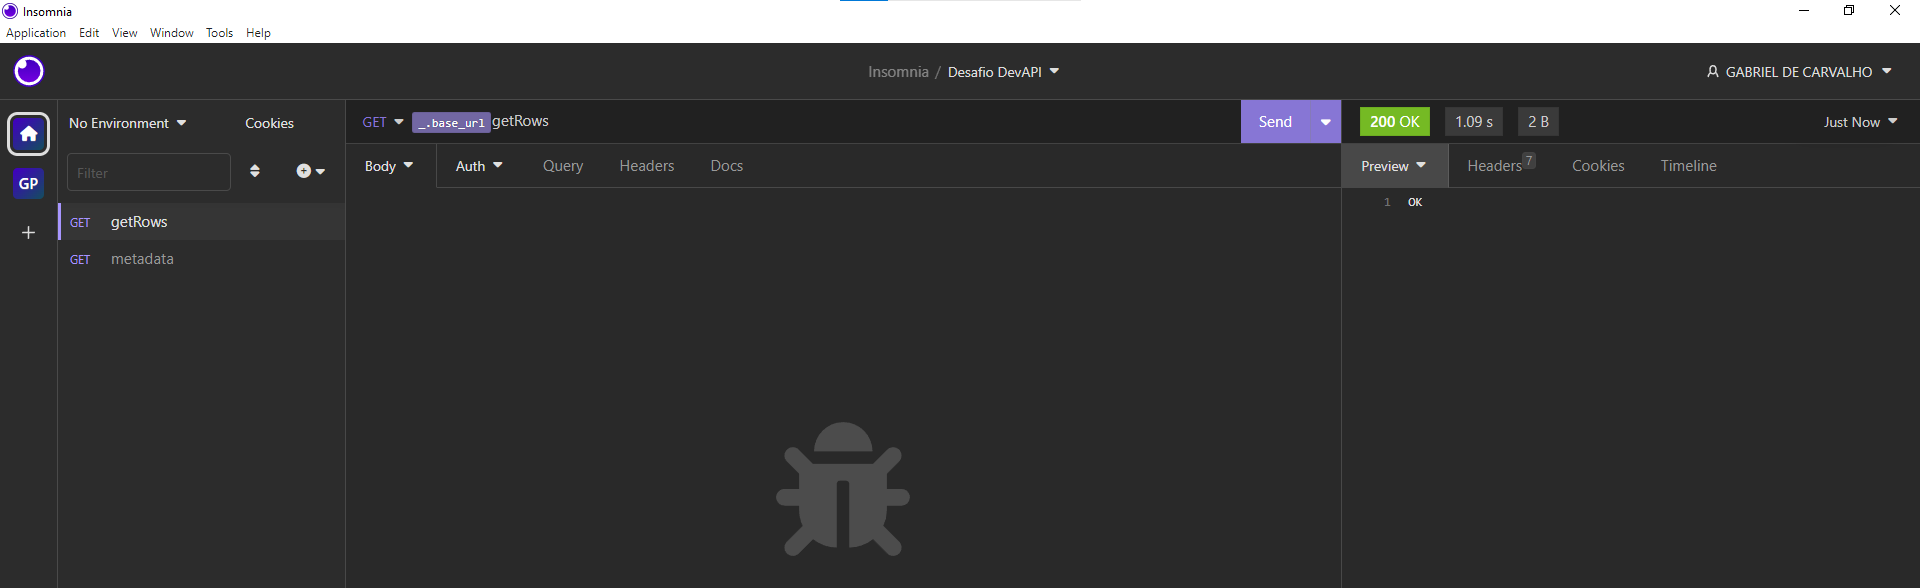 Insomnia
Application Edit View Window Tools Help
Insomnia / Desafio DevAPI
GABRIEL DE CARVALHO
No Environment Cookies
GET _.base_url getRows Send
200 OK 1.09 s 2 B Just Now
Filter
GP
Body Auth Query Headers Docs
Preview Headers 7 Cookies Timeline
GET getRows
GET metadata
1 OK